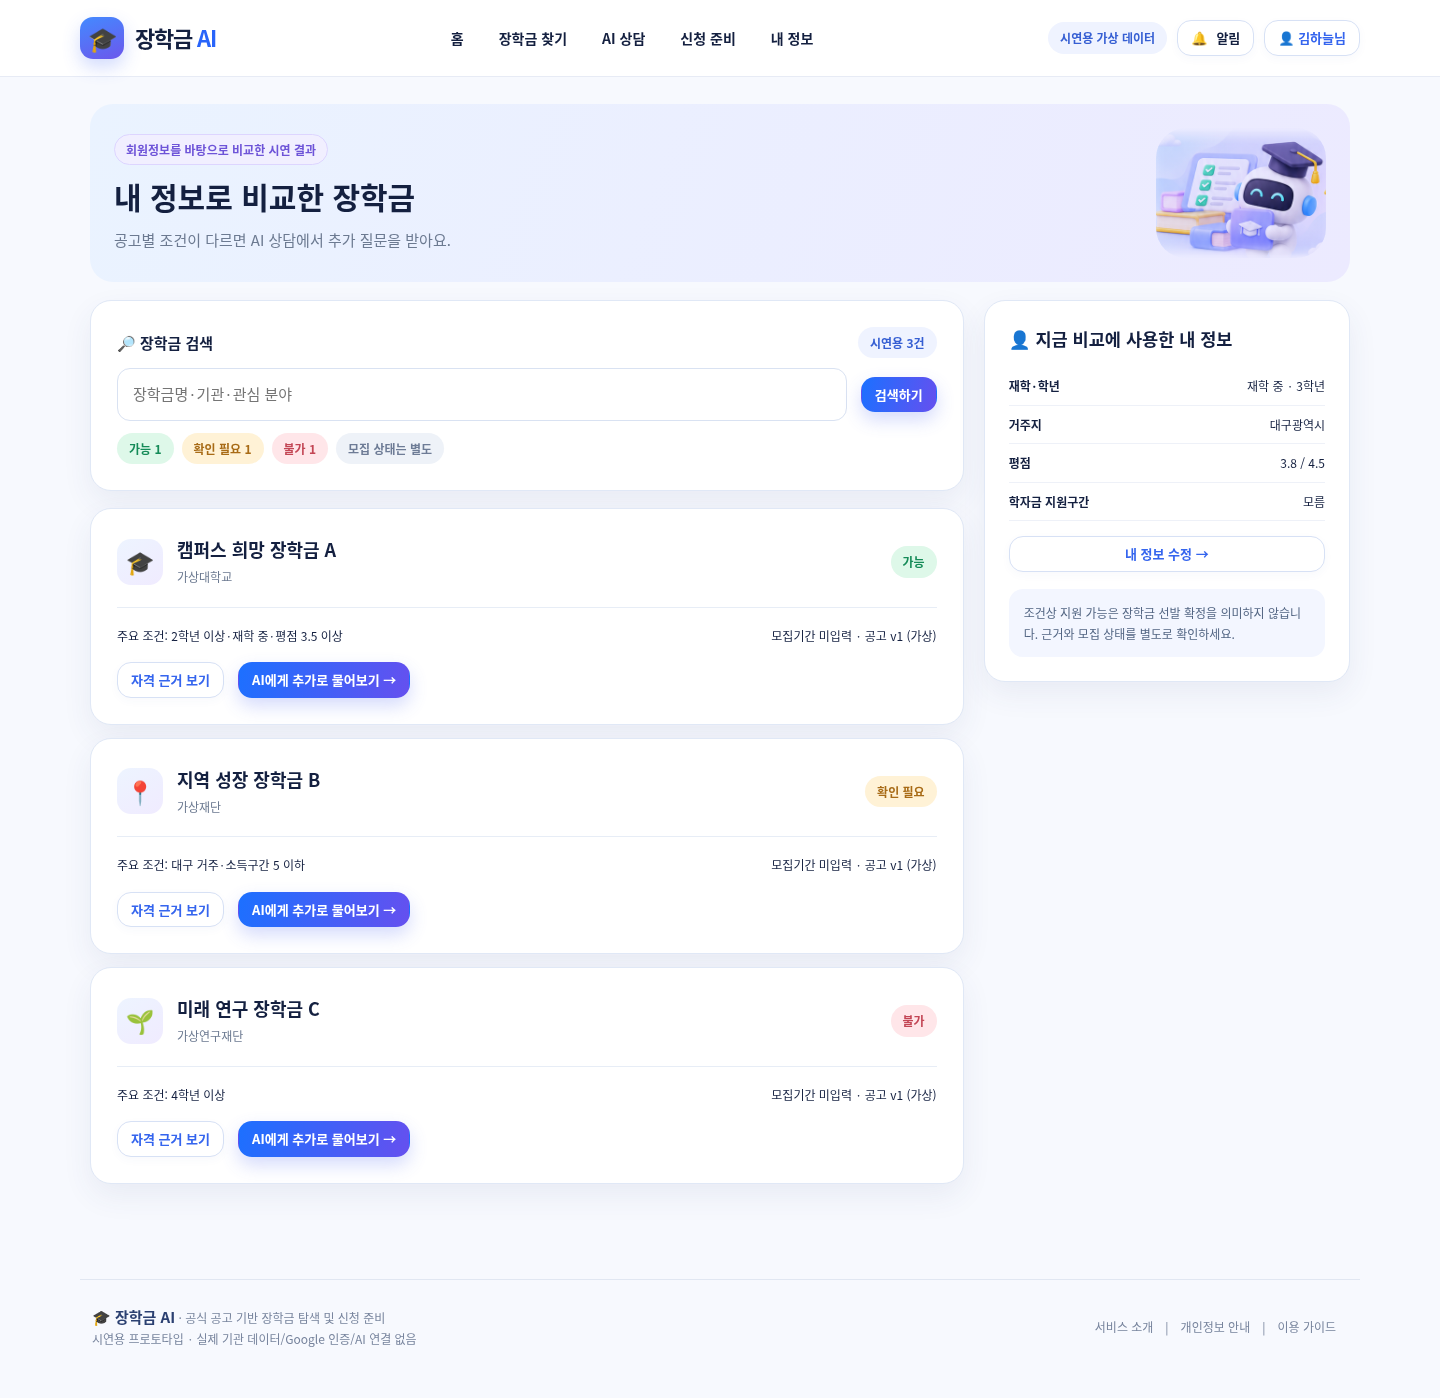 🎓 장학금 AI
홈 장학금 찾기 AI 상담 신청 준비 내 정보
시연용 가상 데이터 🔔 알림 👤 김하늘님
회원정보를 바탕으로 비교한 시연 결과
내 정보로 비교한 장학금
공고별 조건이 다르면 AI 상담에서 추가 질문을 받아요.
🔎 장학금 검색
시연용 3건
장학금명·기관·관심 분야
검색하기
가능 1 확인 필요 1 불가 1 모집 상태는 별도
🎓 캠퍼스 희망 장학금 A
가상대학교
가능
주요 조건: 2학년 이상·재학 중·평점 3.5 이상
모집기간 미입력 · 공고 v1 (가상)
자격 근거 보기 AI에게 추가로 물어보기 →
📍 지역 성장 장학금 B
가상재단
확인 필요
주요 조건: 대구 거주·소득구간 5 이하
모집기간 미입력 · 공고 v1 (가상)
자격 근거 보기 AI에게 추가로 물어보기 →
🌱 미래 연구 장학금 C
가상연구재단
불가
주요 조건: 4학년 이상
모집기간 미입력 · 공고 v1 (가상)
자격 근거 보기 AI에게 추가로 물어보기 →
👤 지금 비교에 사용한 내 정보
재학·학년 재학 중 · 3학년
거주지 대구광역시
평점 3.8 / 4.5
학자금 지원구간 모름
내 정보 수정 →
조건상 지원 가능은 장학금 선발 확정을 의미하지 않습니
다. 근거와 모집 상태를 별도로 확인하세요.
🎓 장학금 AI · 공식 공고 기반 장학금 탐색 및 신청 준비
시연용 프로토타입 · 실제 기관 데이터/Google 인증/AI 연결 없음
서비스 소개 | 개인정보 안내 | 이용 가이드